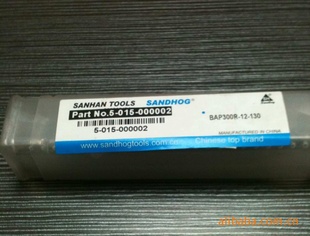 SANHAN TOOLS SANDHOG®
Part No.5-015-000002
5-015-000002
BAP300R-12-130
MANUFACTURED IN CHINA
www.sandhogtools.com.cn Chinese top brand